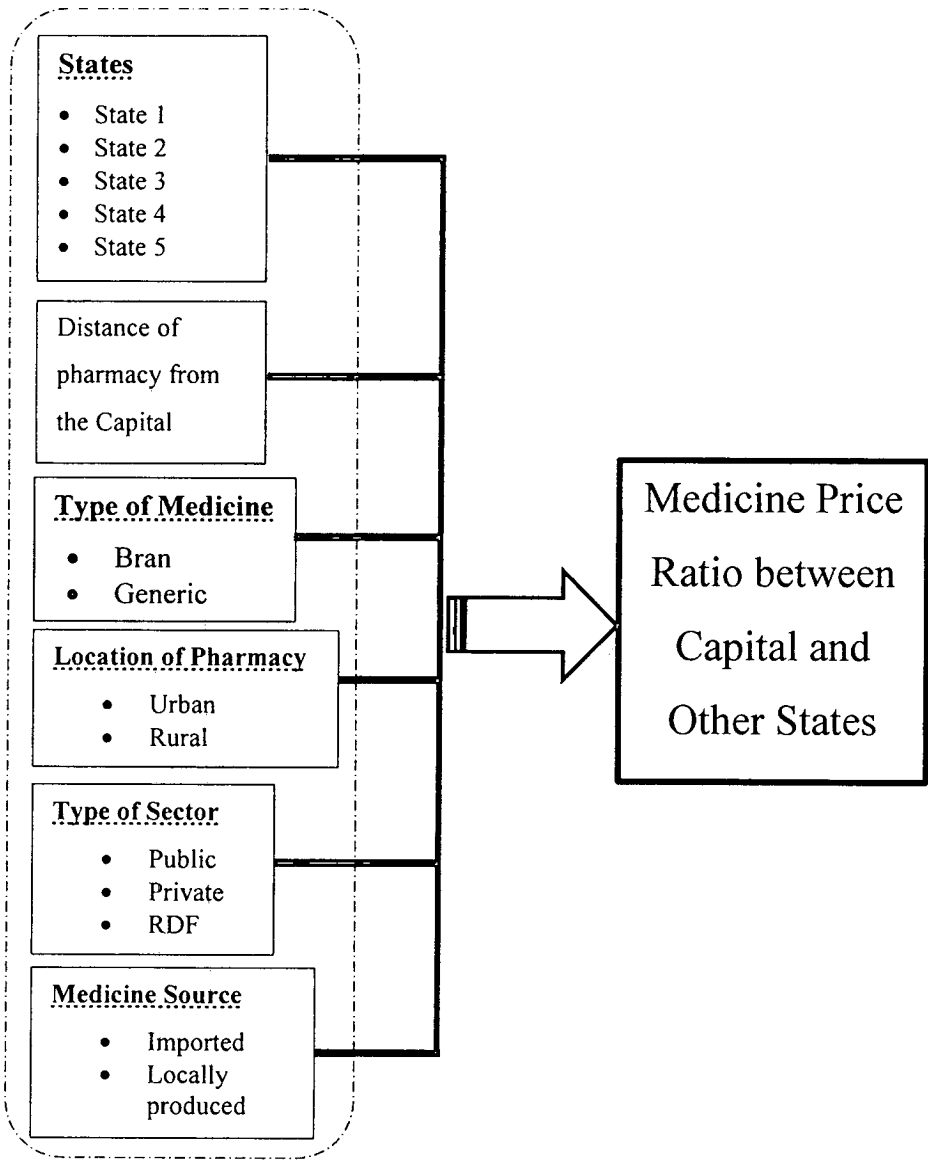 States
• State 1
• State 2
• State 3
• State 4
• State 5
Distance of
pharmacy from
the Capital
Type of Medicine
• Bran
• Generic
Location of Pharmacy
• Urban
• Rural
Type of Sector
• Public
• Private
• RDF
Medicine Source
• Imported
• Locally
produced
Medicine Price
Ratio between
Capital and
Other States